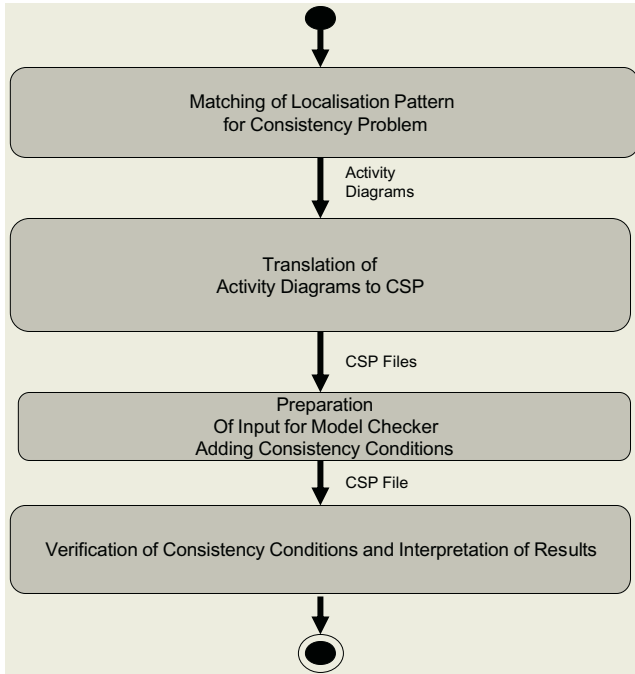 Matching of Localisation Pattern
for Consistency Problem
Activity
Diagrams
Translation of
Activity Diagrams to CSP
CSP Files
Preparation
Of Input for Model Checker
Adding Consistency Conditions
CSP File
Verification of Consistency Conditions and Interpretation of Results